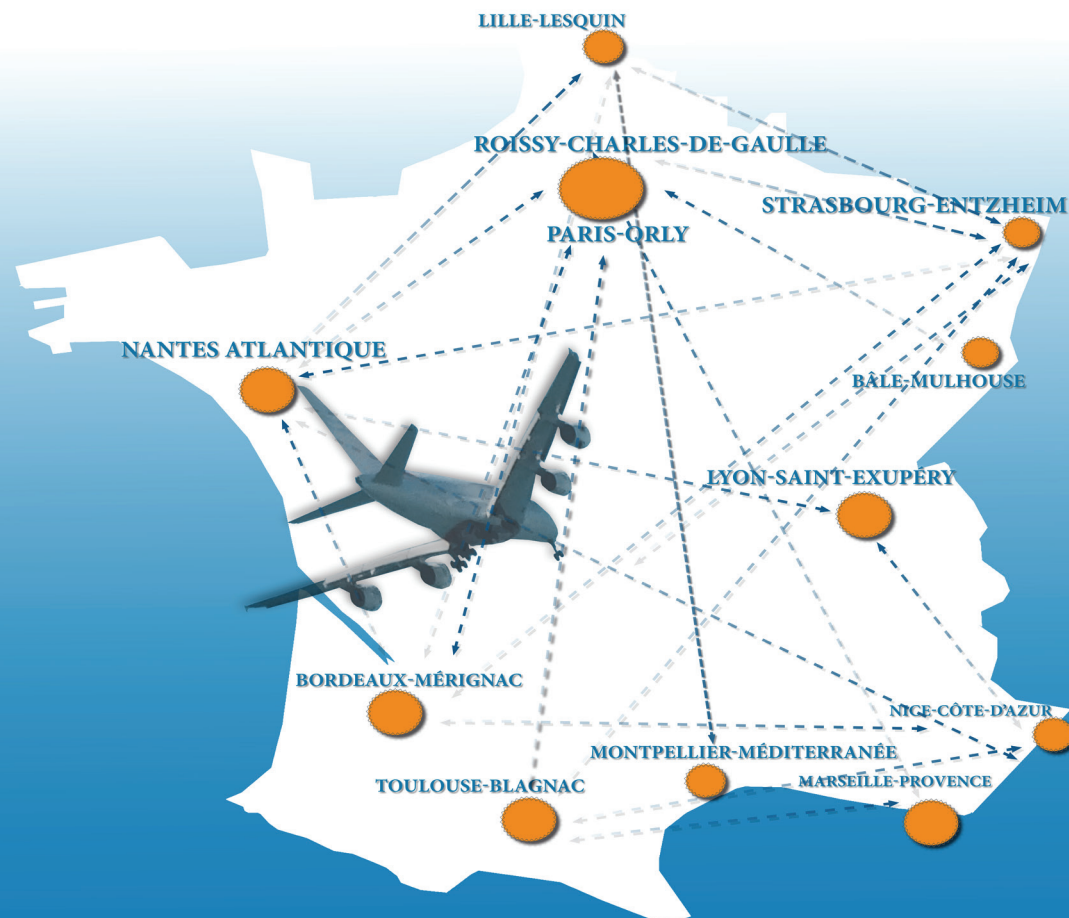 LILLE-LESQUIN
ROISSY-CHARLES-DE-GAULLE
STRASBOURG-ENTZHEIM
PARIS-ORLY
NANTES ATLANTIQUE
BÂLE-MULHOUSE
LYON-SAINT-EXUPÉRY
BORDEAUX-MÉRIGNAC
NICE-CÔTE-D'AZUR
MONTPELLIER-MÉDITERRANÉE
TOULOUSE-BLAGNAC
MARSEILLE-PROVENCE